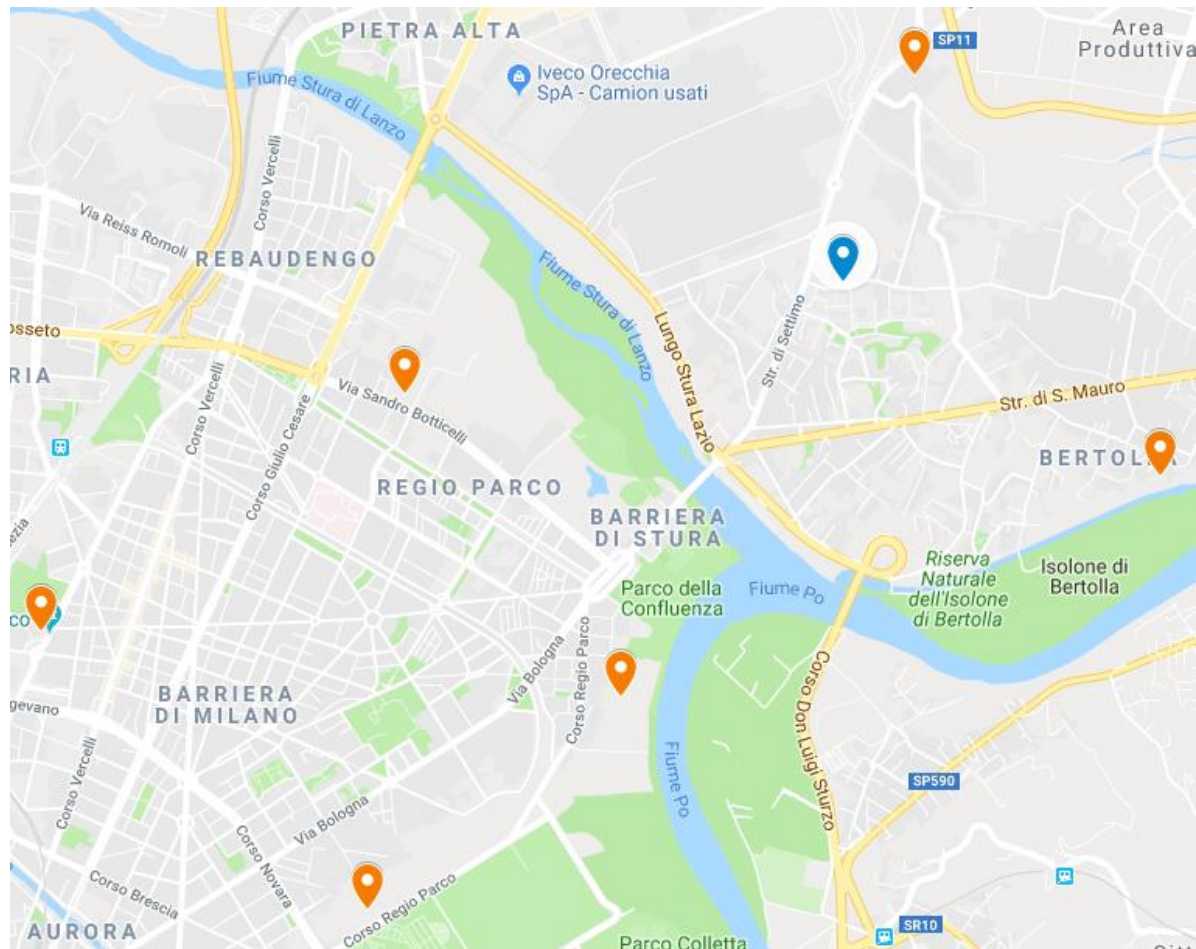 PIETRA ALTA
Iveco Orecchia
SpA - Camion usati
SP11
Area
Produttiva
Fiume Stura di Lanzo
Corso Vercelli
Via Reiss Romoli
REBAUDENGO
Fiume Stura di Lanzo
Lungo Stura Lazio
Str. di Settimo
osseto
RIA
Corso Vercelli
Corso Giulio Cesare
Via Sandro Botticelli
Str. di S. Mauro
BERTOLLA
REGIO PARCO
BARRIERA
DI STURA
ezia
Riserva
Naturale
dell'Isolone
di Bertolla
Isolone di
Bertolla
Parco della
Confluenza
Fiume Po
co
Via Bologna
Corso Regio Parco
BARRIERA
DI MILANO
gevano
Corso Don Luigi Sturzo
Fiume Po
Corso Vercelli
SP590
Via Bologna
Corso Novara
Corso Brescia
Corso Regio Parco
AURORA
Parco Colletta
SR10